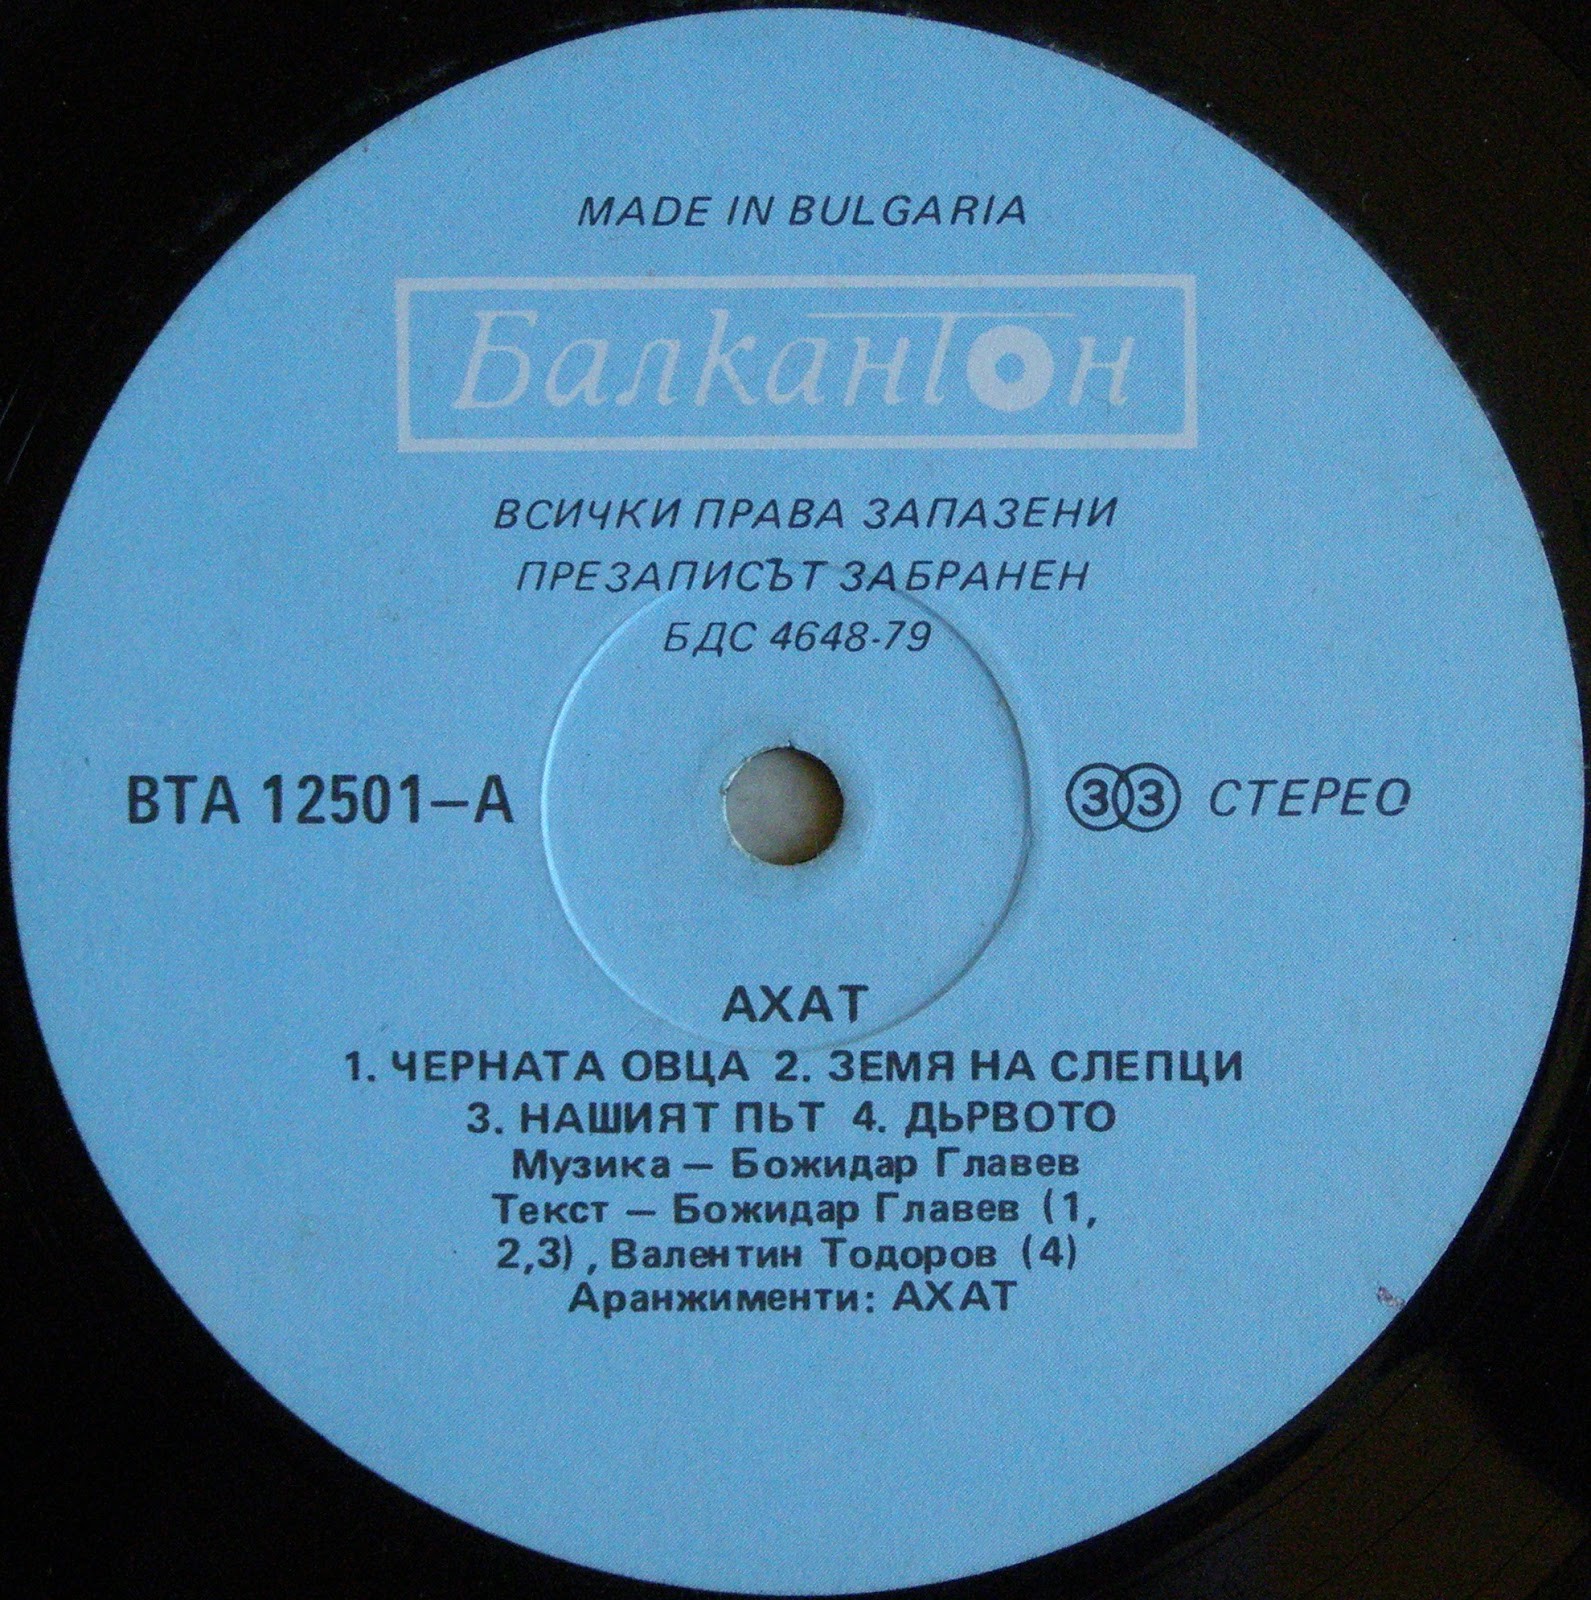 MADE IN BULGARIA
Балкантон
ВСИЧКИ ПРАВА ЗАПАЗЕНИ
ПРЕЗАПИСЪТ ЗАБРАНЕН
БДС 4648-79
ВТА 12501–А
33 СТЕРЕО
АХАТ
1. ЧЕРНАТА ОВЦА 2. ЗЕМЯ НА СЛЕПЦИ
3. НАШИЯТ ПЬТ 4. ДЬРВОТО
Музика – Божидар Главев
Текст – Божидар Главев (1,
2,3) , Валентин Тодоров (4)
Аранжименти: АХАТ